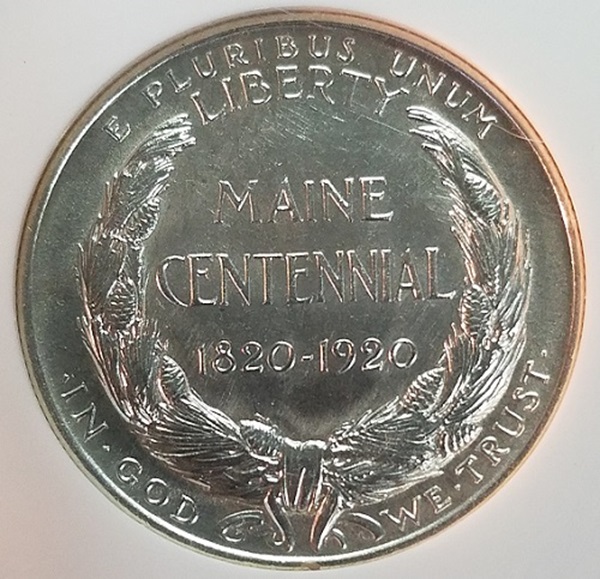 E PLURIBUS UNUM
LIBERTY
MAINE
CENTENNIAL
1820-1920
·IN·GOD WE·TRUST·